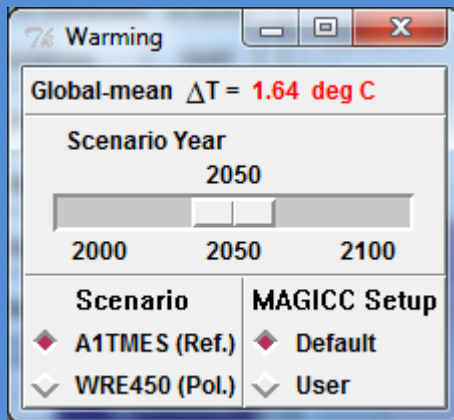 Warming
Global-mean ΔT = 1.64 deg C
Scenario Year
2050
2000 2050 2100
Scenario MAGICC Setup
A1TMES (Ref.) Default
WRE450 (Pol.) User